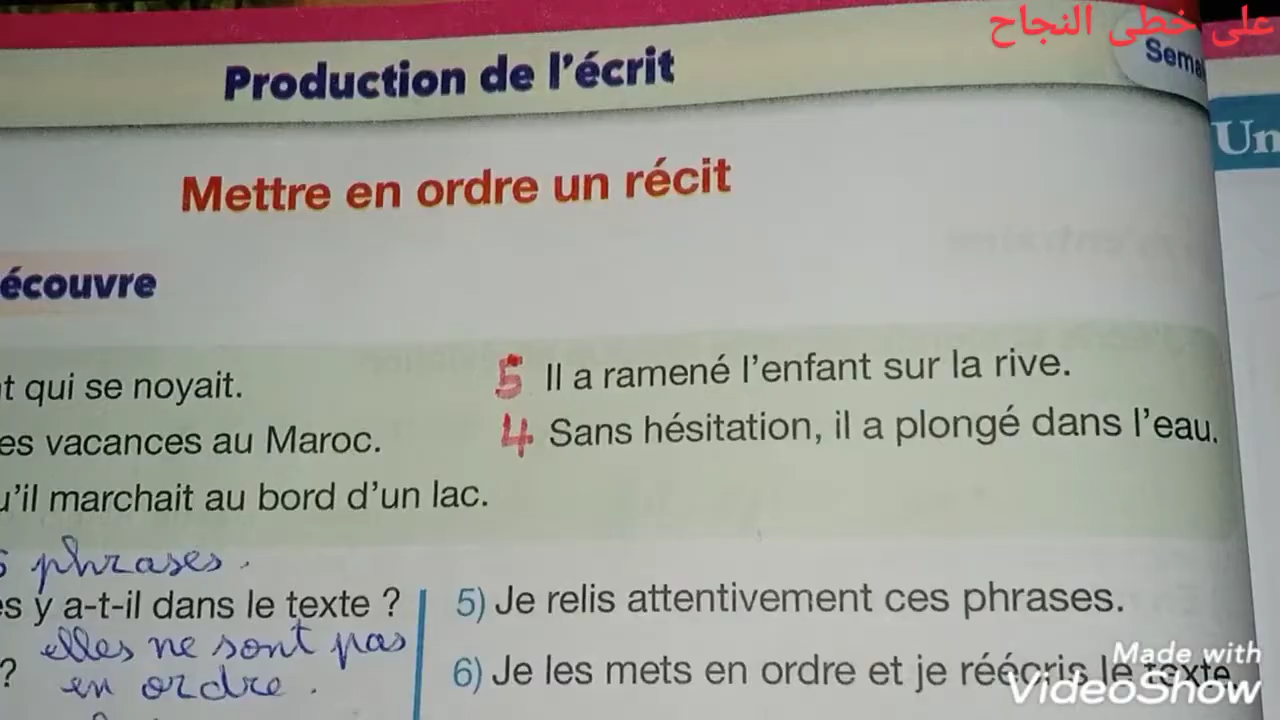 على خطى النجاح
Production de l'écrit
Mettre en ordre un récit
écouvre
t qui se noyait.
es vacances au Maroc.
u'il marchait au bord d'un lac.
5 Il a ramené l'enfant sur la rive.
4 Sans hésitation, il a plongé dans l'eau.
phrases.
es y a-t-il dans le texte ?
elles ne sont pas
? en ordre.
5) Je relis attentivement ces phrases.
6) Je les mets en ordre et je réécris le texte.
Made with
VideoShow